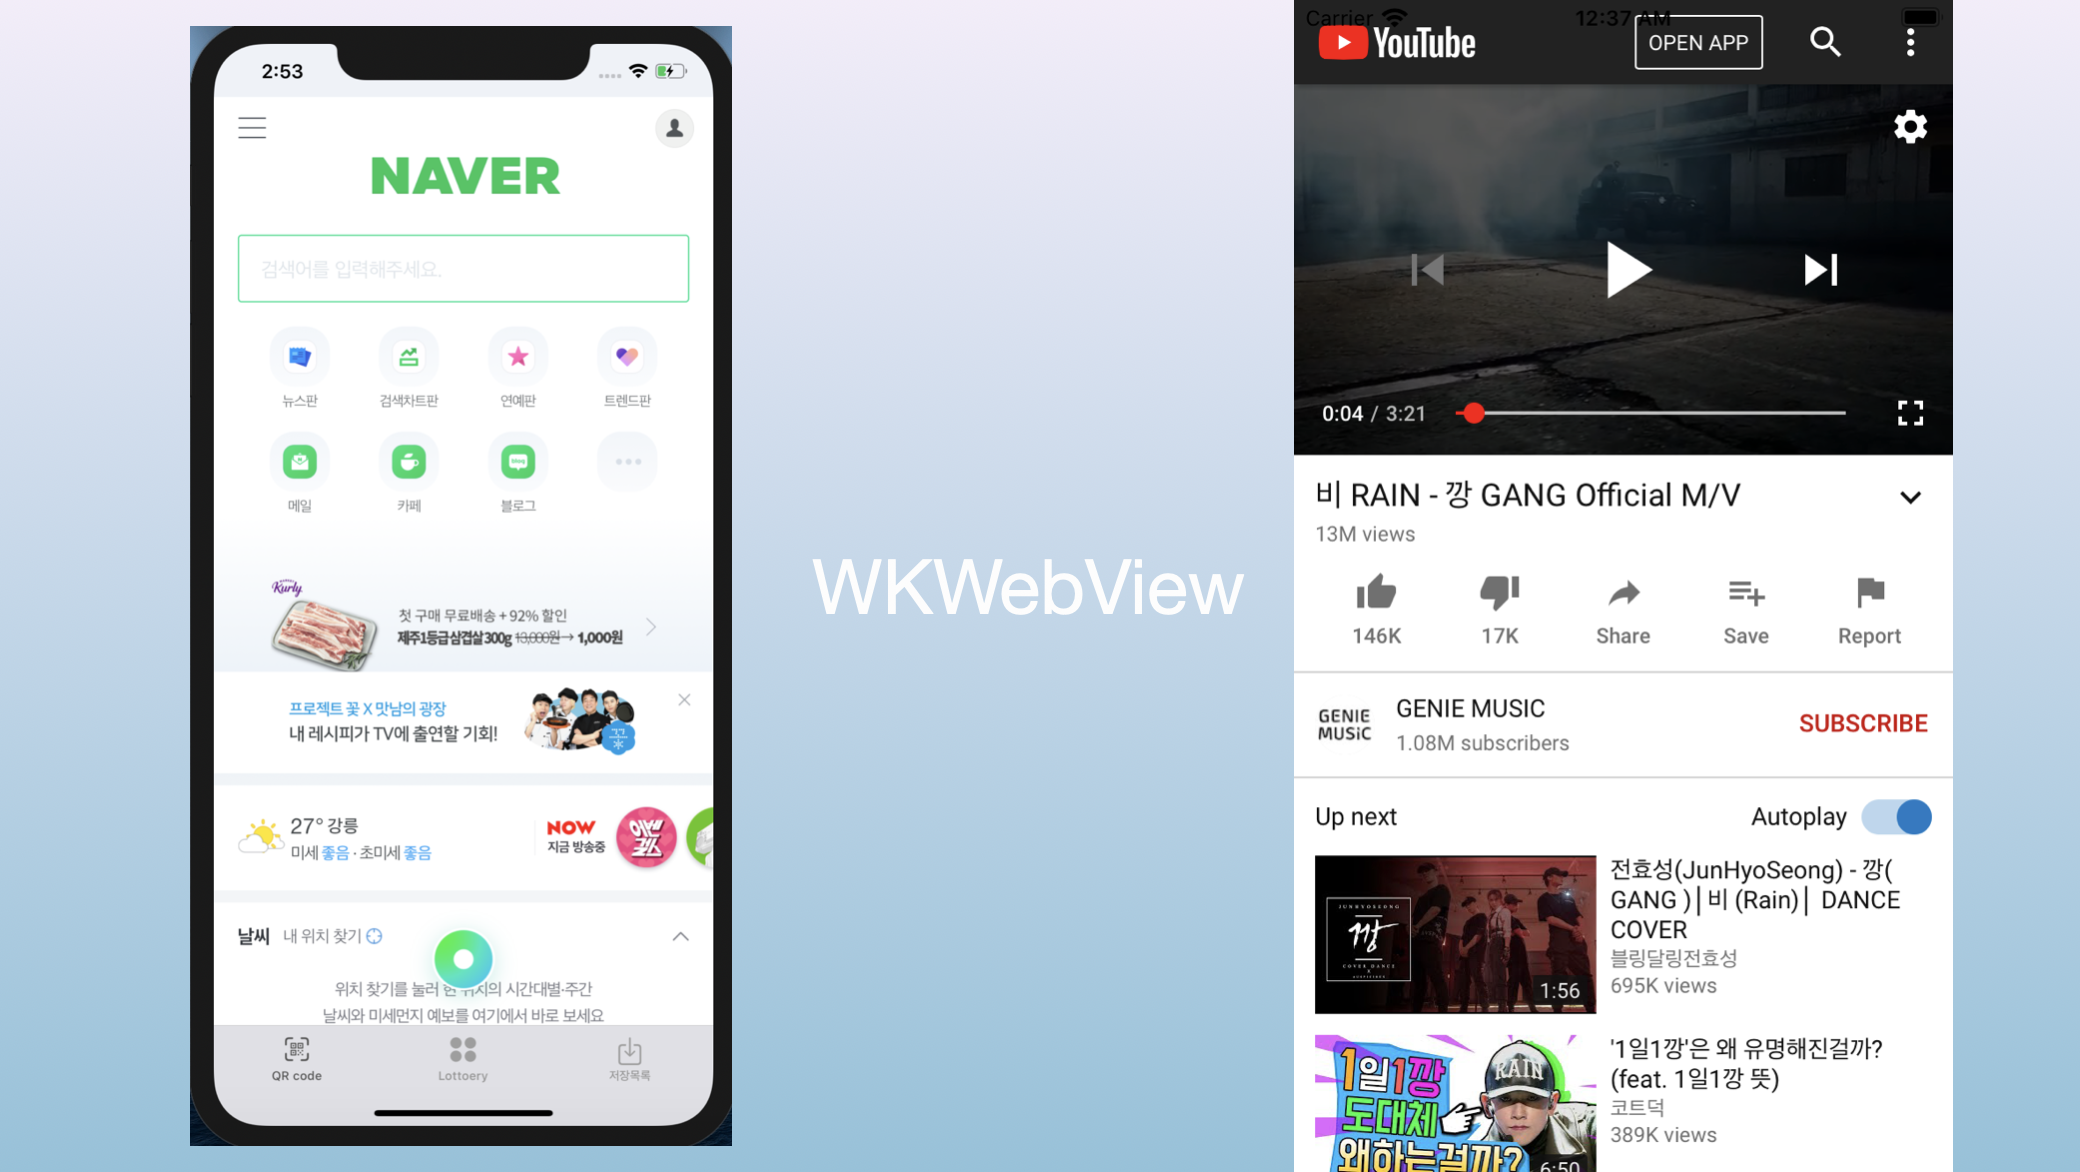 2:53
NAVER
검색어를 입력해주세요.
뉴스판
검색차트판
연예판
트렌드판
메일
카페
블로그
Kurly
첫 구매 무료배송 + 92% 할인
제주1등급삼겹살300g 13,000원→ 1,000원
프로젝트 꽃 X 맛남의 광장
내 레시피가 TV에 출연할 기회!
꽃
27° 강릉
미세 좋음 · 초미세 좋음
NOW
지금 방송중
날씨 내 위치 찾기
위치 찾기를 눌러 현 위치의 시간대별·주간
날씨와 미세먼지 예보를 여기에서 바로 보세요
QR code
Lottoery
저장목록
WKWebView
Carrier
12:37 AM
YouTube
OPEN APP
0:04 / 3:21
비 RAIN - 깡 GANG Official M/V
13M views
146K
17K
Share
Save
Report
GENIE MUSIC
GENIE MUSIC
1.08M subscribers
SUBSCRIBE
Up next
Autoplay
JUNHYOSEONG
깡
COVER DANCE
X
1:56
전효성(JunHyoSeong) - 깡(
GANG )│비 (Rain)│ DANCE
COVER
블링달링전효성
695K views
1일1깡
도대체
왜하는걸까?
RAIN
6:50
'1일1깡'은 왜 유명해진걸까?
(feat. 1일1깡 뜻)
코트덕
389K views